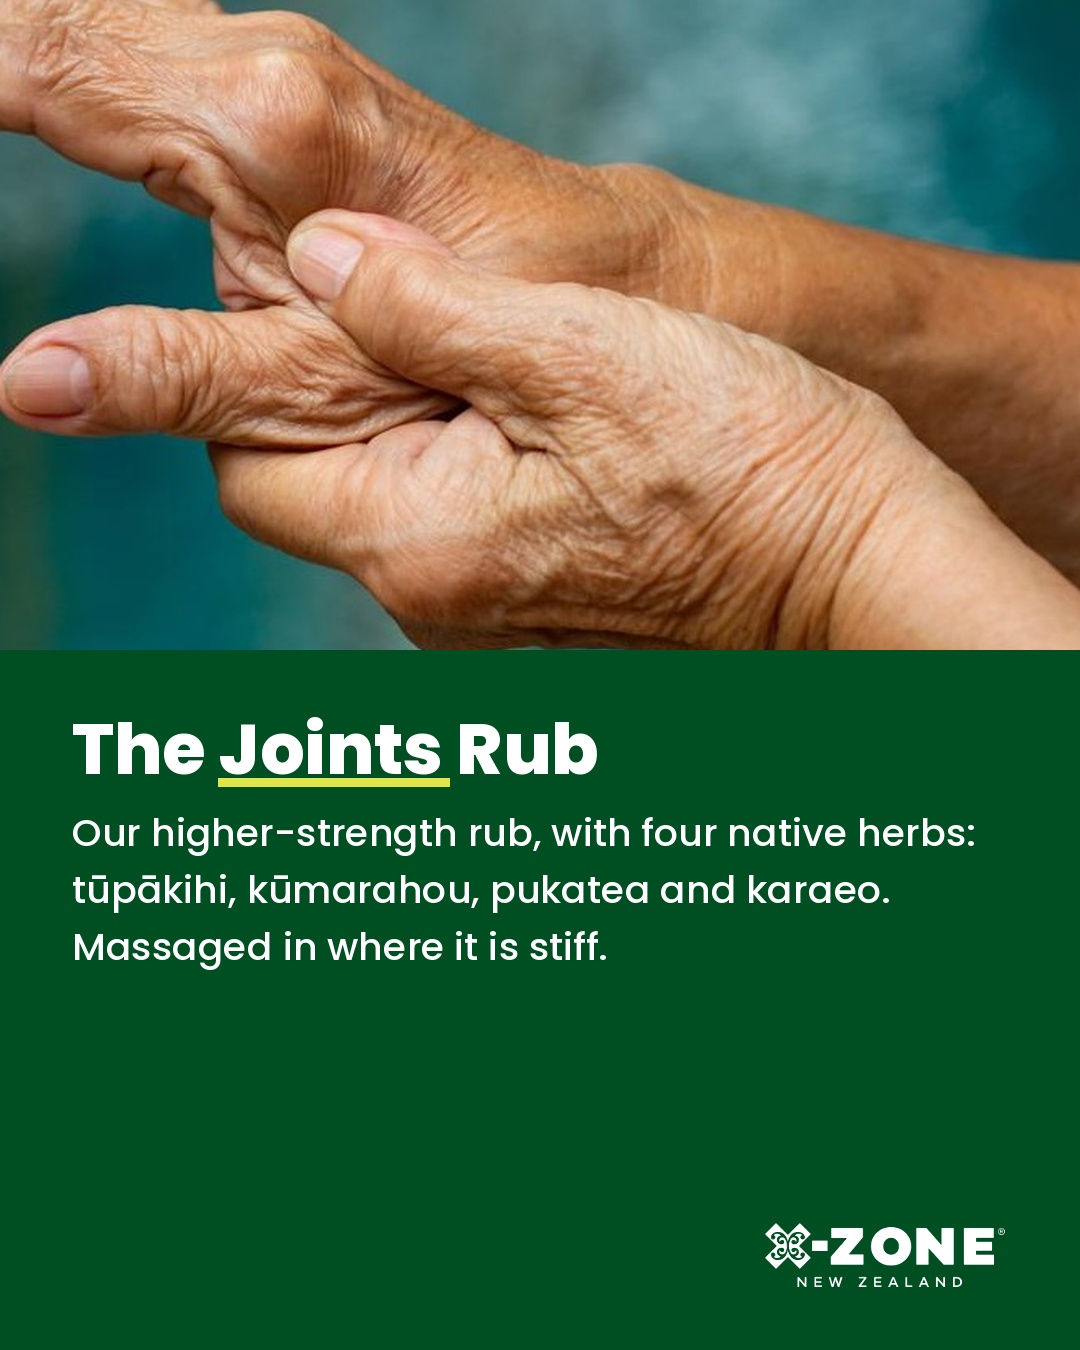 The Joints Rub
Our higher-strength rub, with four native herbs:
tūpākihi, kūmarahou, pukatea and karaeo.
Massaged in where it is stiff.
X-ZONE®
NEW ZEALAND